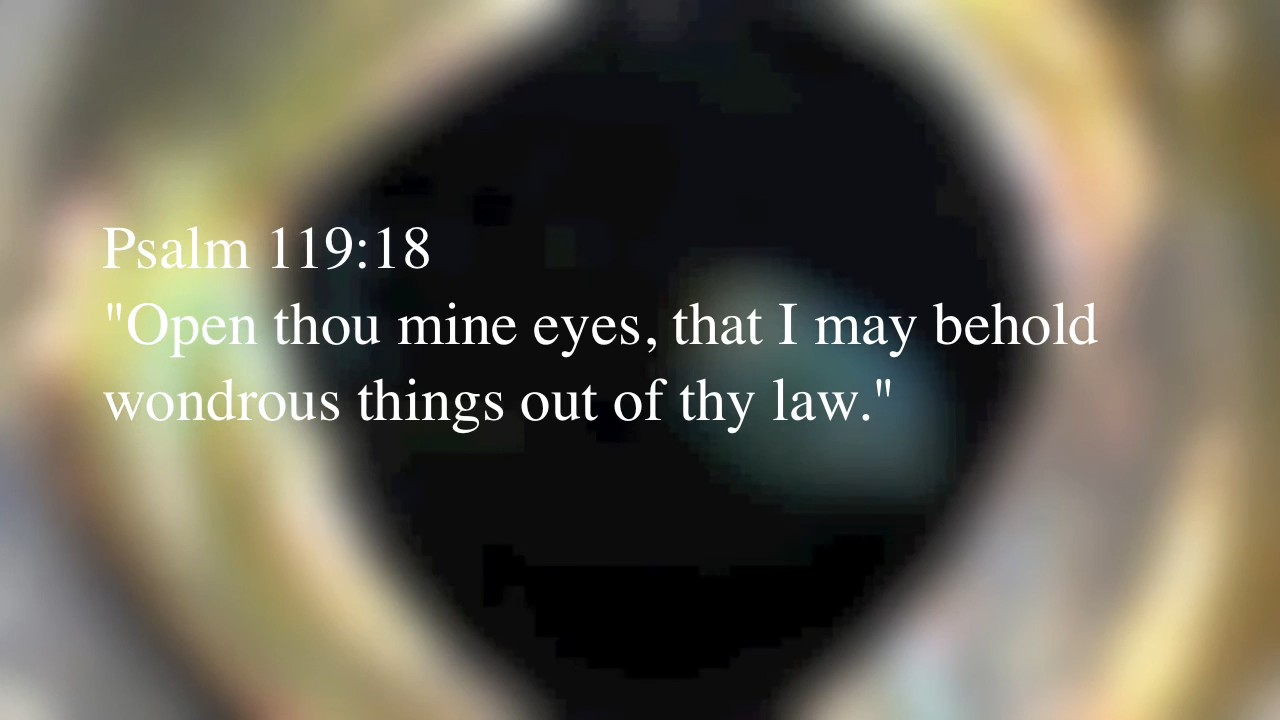 Psalm 119:18
"Open thou mine eyes, that I may behold
wondrous things out of thy law."